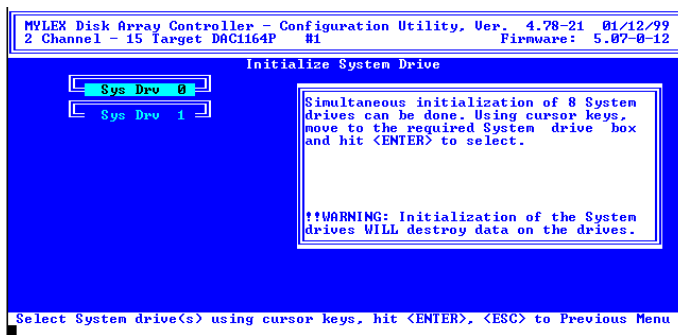 MYLEX Disk Array Controller - Configuration Utility, Ver. 4.78-21 01/12/99
2 Channel - 15 Target DAC1164P #1 Firmware: 5.07-0-12
Initialize System Drive
Sys Drv 0
Sys Drv 1
Simultaneous initialization of 8 System
drives can be done. Using cursor keys,
move to the required System drive box
and hit <ENTER> to select.
!!WARNING: Initialization of the System
drives WILL destroy data on the drives.
Select System drive(s) using cursor keys, hit <ENTER>, <ESC> to Previous Menu